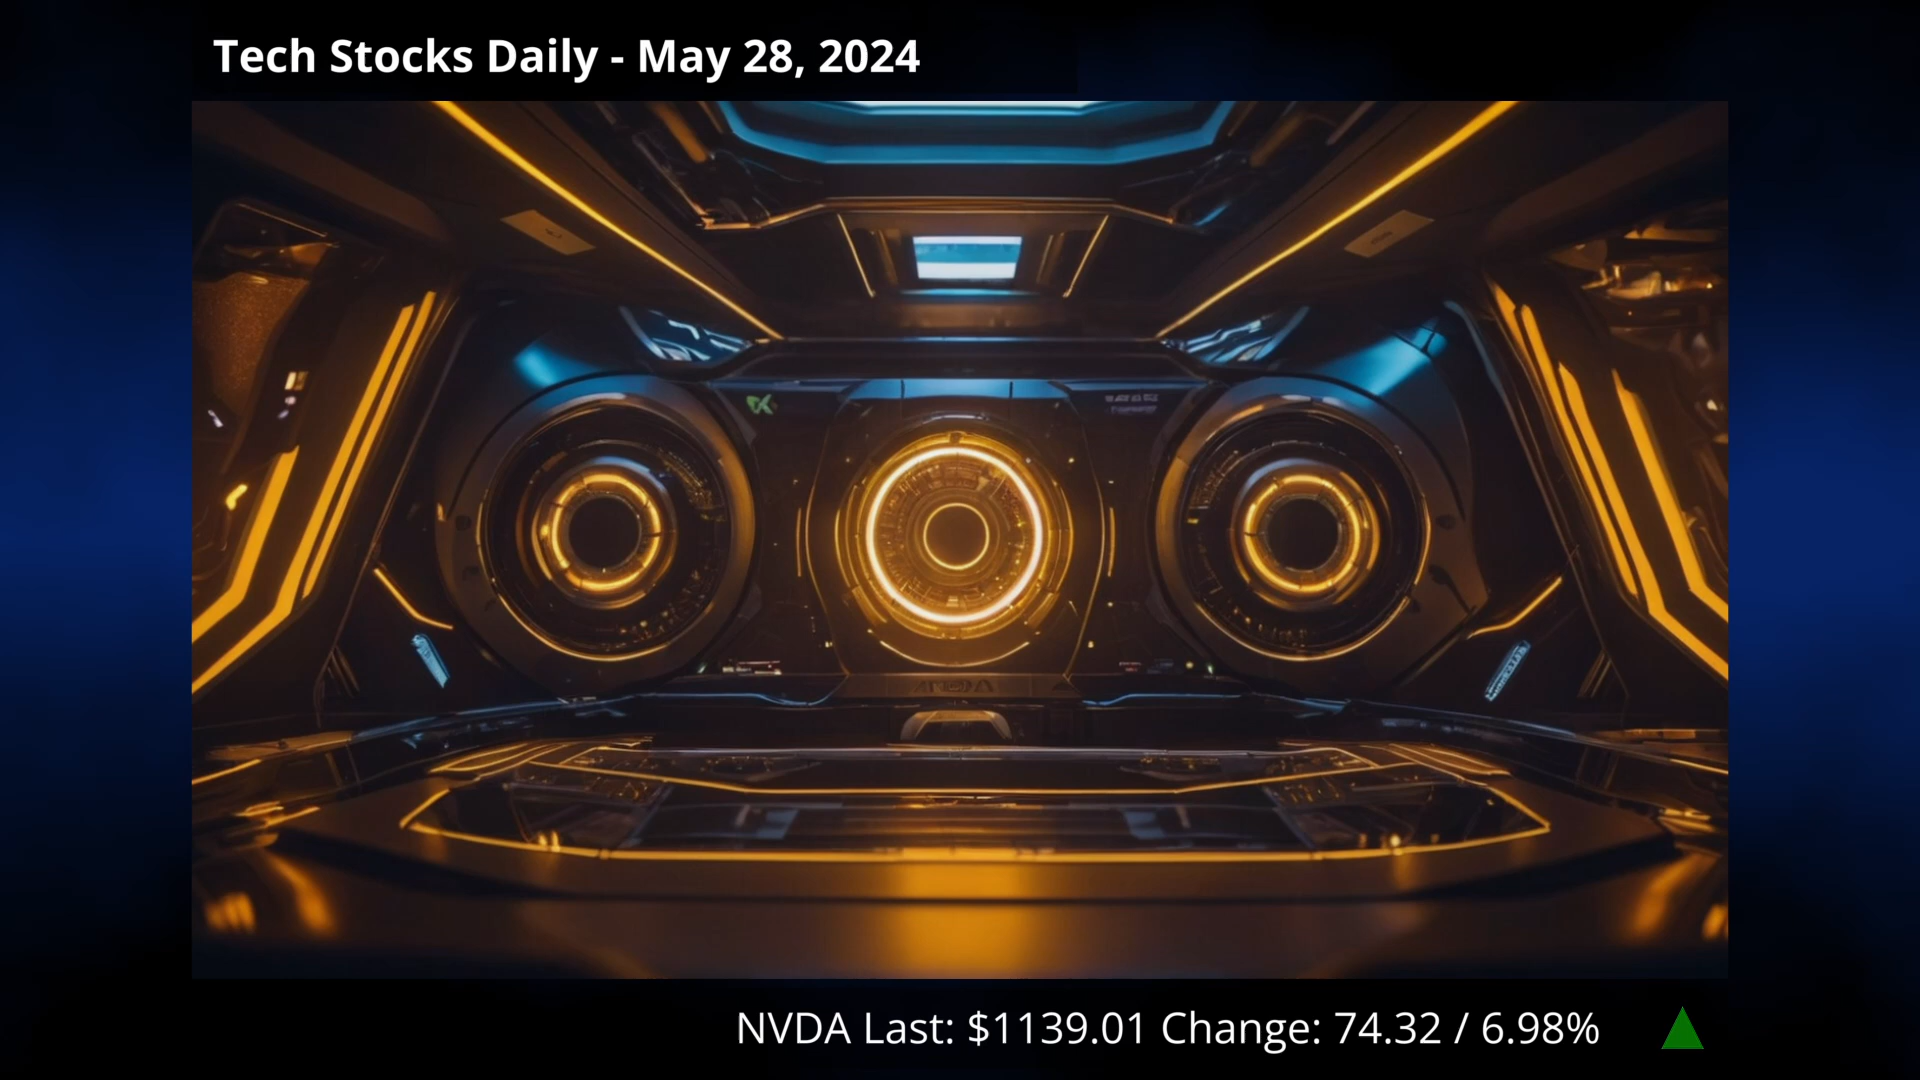 Tech Stocks Daily - May 28, 2024
NVDA Last: $1139.01 Change: 74.32 / 6.98%